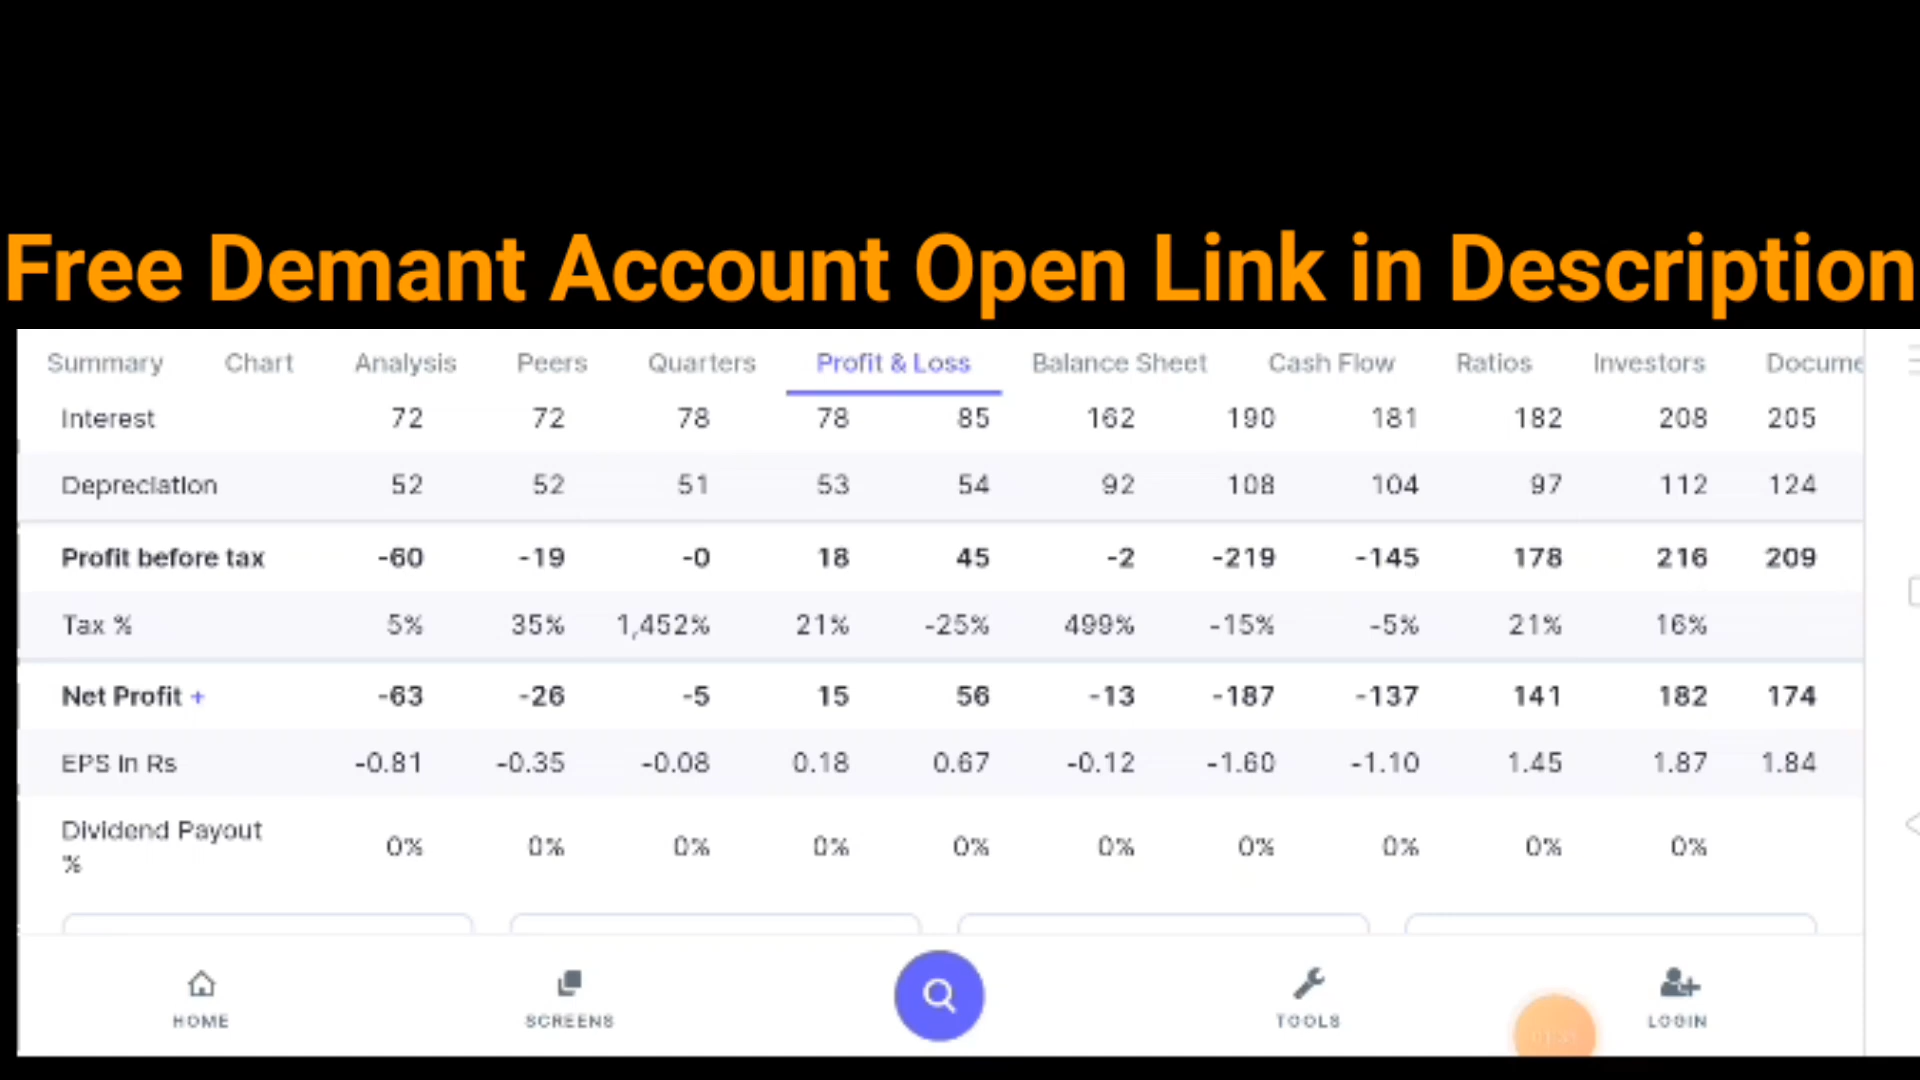 Free Demant Account Open Link in Description
Summary Chart Analysis Peers Quarters Profit & Loss Balance Sheet Cash Flow Ratios Investors Docume
Interest 72 72 78 78 85 162 190 181 182 208 205
Depreciation 52 52 51 53 54 92 108 104 97 112 124
Profit before tax -60 -19 -0 18 45 -2 -219 -145 178 216 209
Tax % 5% 35% 1,452% 21% -25% 499% -15% -5% 21% 16%
Net Profit + -63 -26 -5 15 56 -13 -187 -137 141 182 174
EPS in Rs -0.81 -0.35 -0.08 0.18 0.67 -0.12 -1.60 -1.10 1.45 1.87 1.84
Dividend Payout
% 0% 0% 0% 0% 0% 0% 0% 0% 0% 0%
HOME SCREENS TOOLS LOGIN